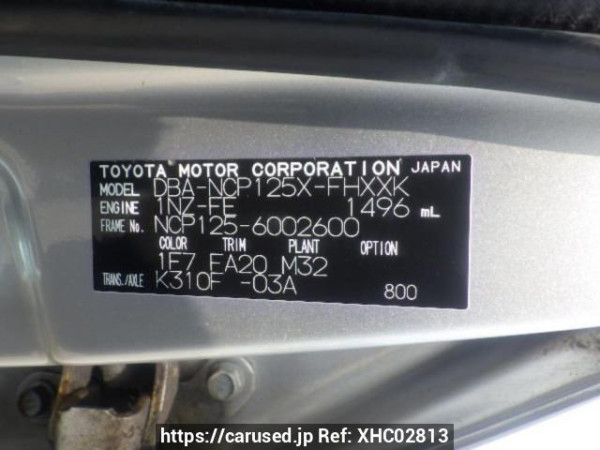 TOYOTA MOTOR CORPORATION JAPAN
MODEL DBA-NCP125X-FHXXK
ENGINE 1NZ-FE 1496 mL
FRAME No. NCP125-6002600
COLOR TRIM PLANT OPTION
1F7 FA20 M32
TRANS./AXLE K310F -03A 800
https://carused.jp Ref: XHC02813